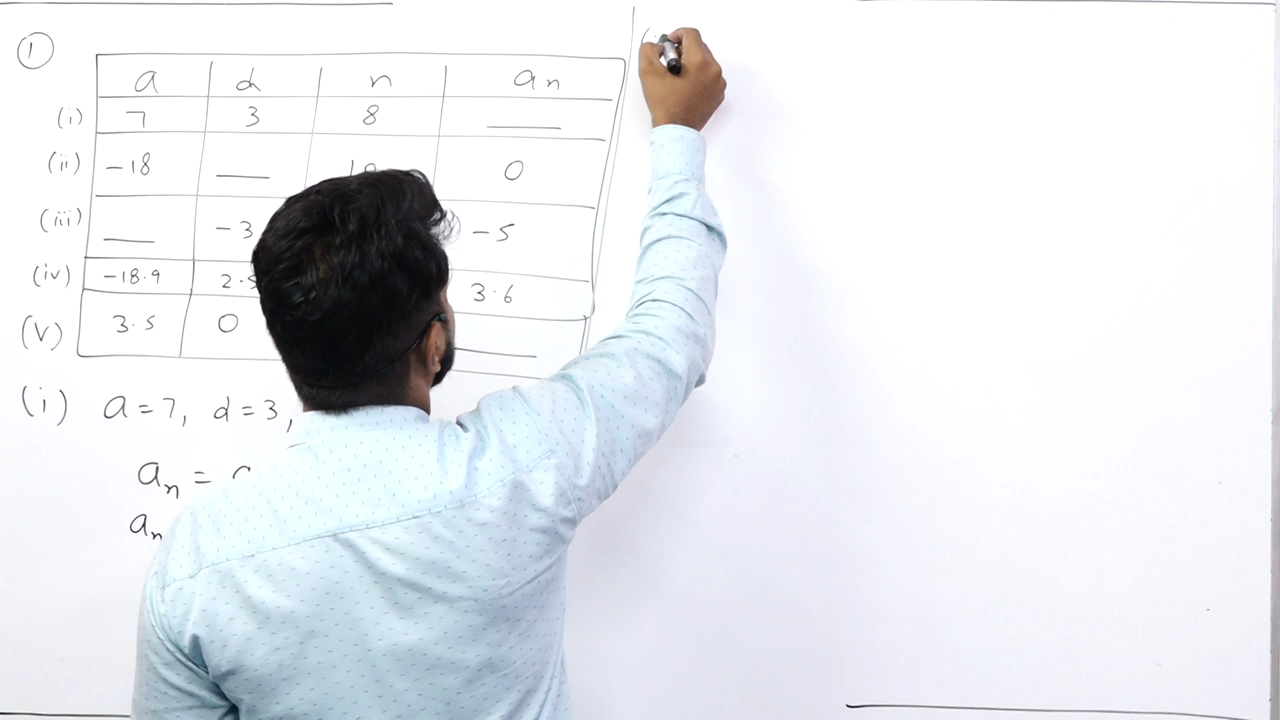 1
a d n an
(i) 7 3 8 ____
(ii) -18 ____ 0
(iii) ____ -3 -5
(iv) -18.9 2.5 3.6
(v) 3.5 0 ____
(i) a = 7, d = 3,
an =
an
(